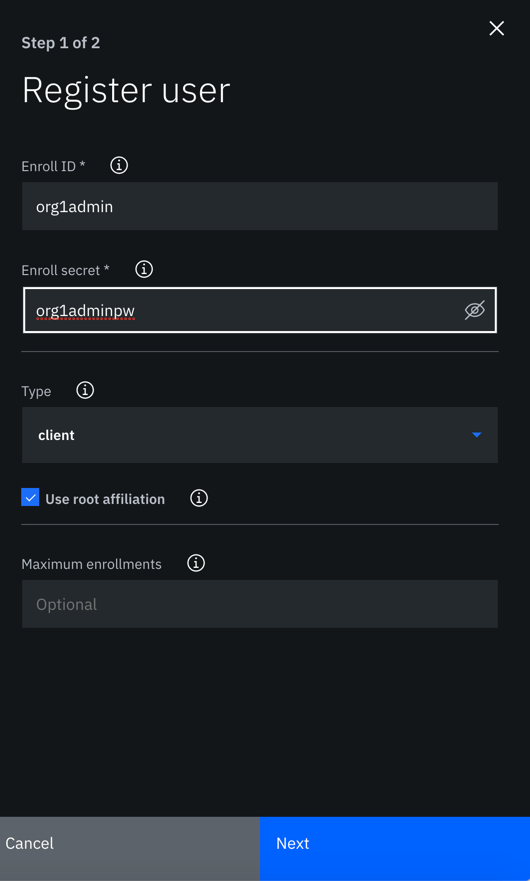 Step 1 of 2
Register user
Enroll ID *
org1admin
Enroll secret *
org1adminpw
Type
client
Use root affiliation
Maximum enrollments
Optional
Cancel
Next